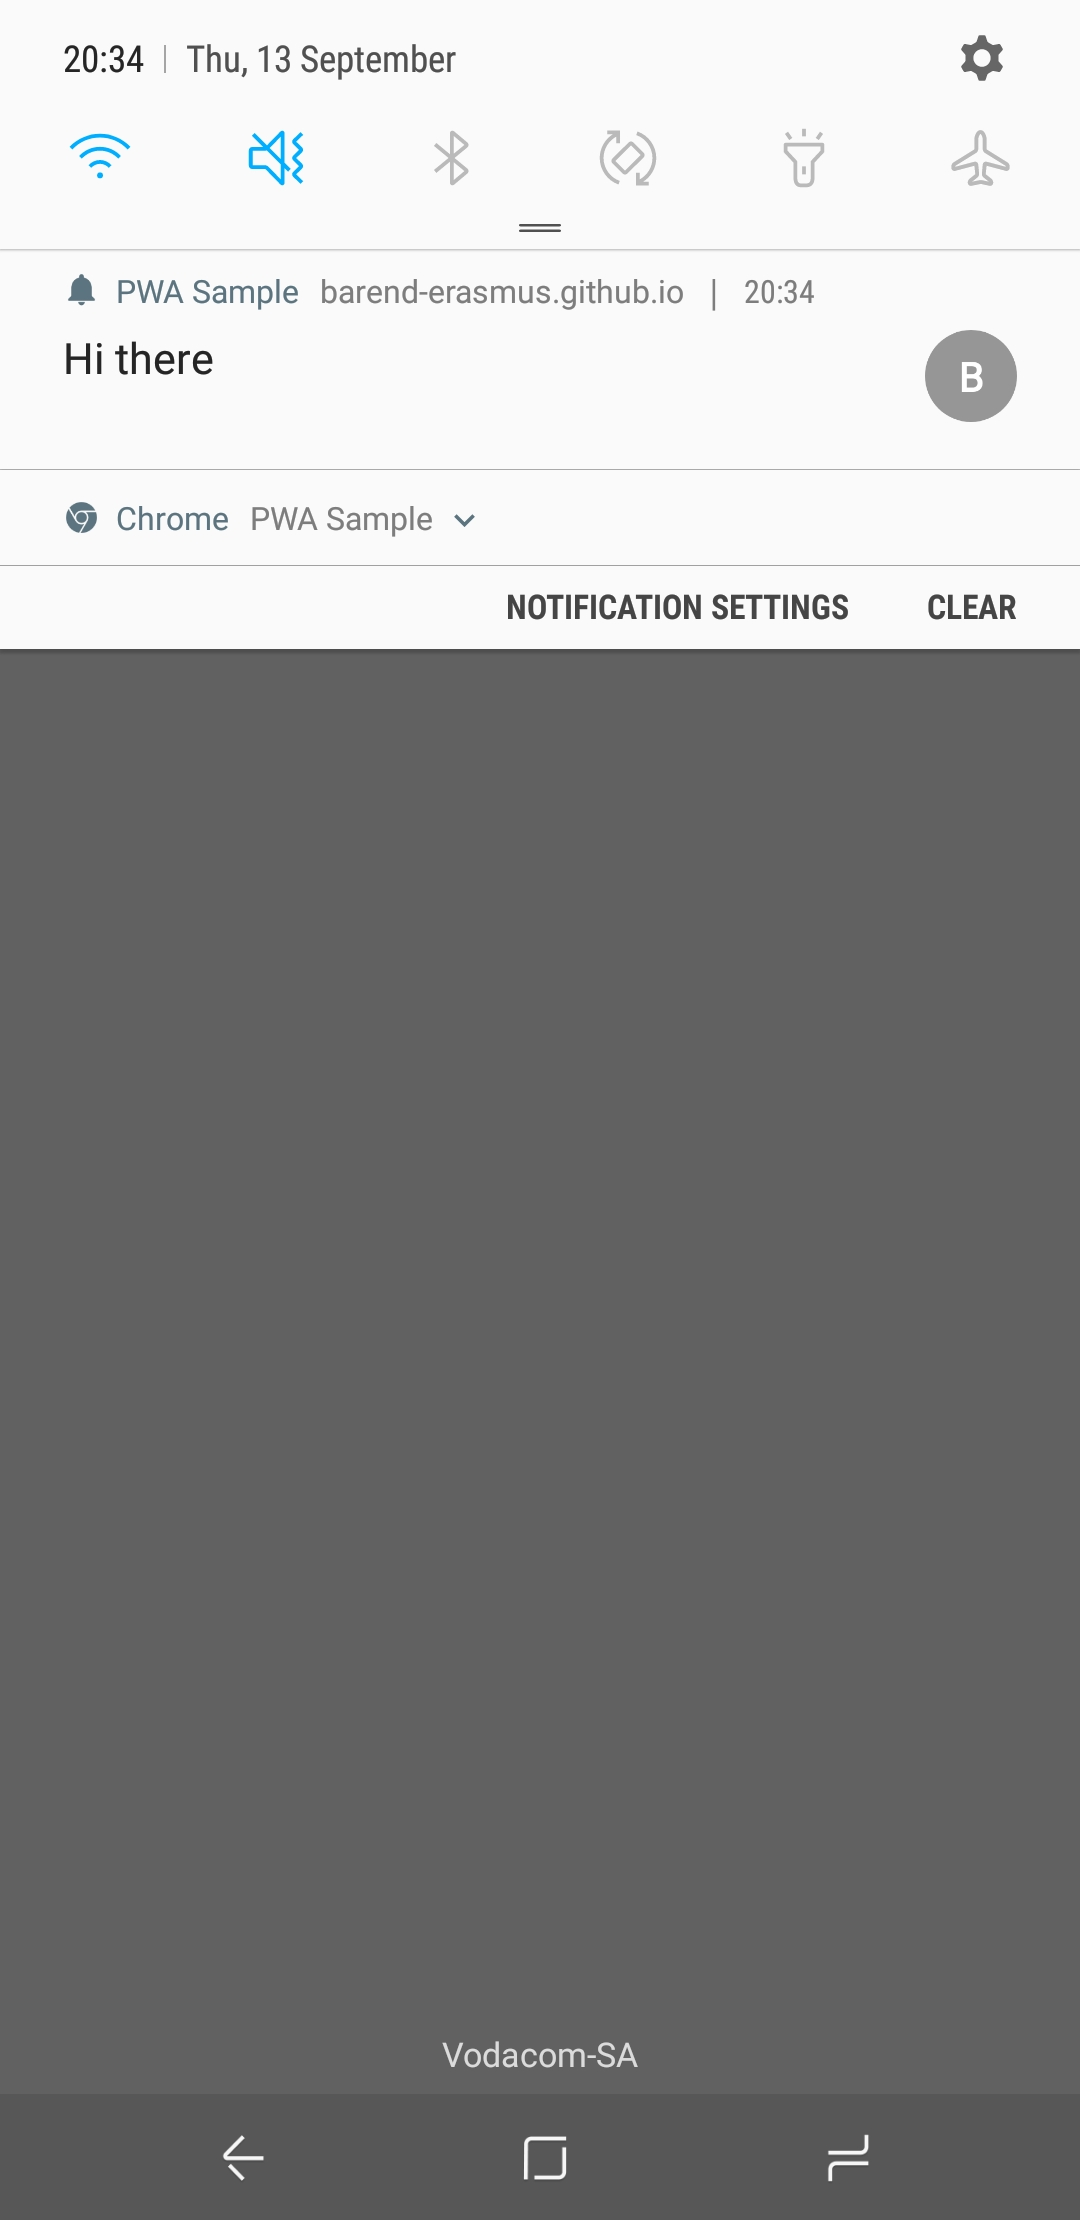 20:34 | Thu, 13 September
PWA Sample barend-erasmus.github.io | 20:34
Hi there
B
Chrome PWA Sample
NOTIFICATION SETTINGS CLEAR
Vodacom-SA